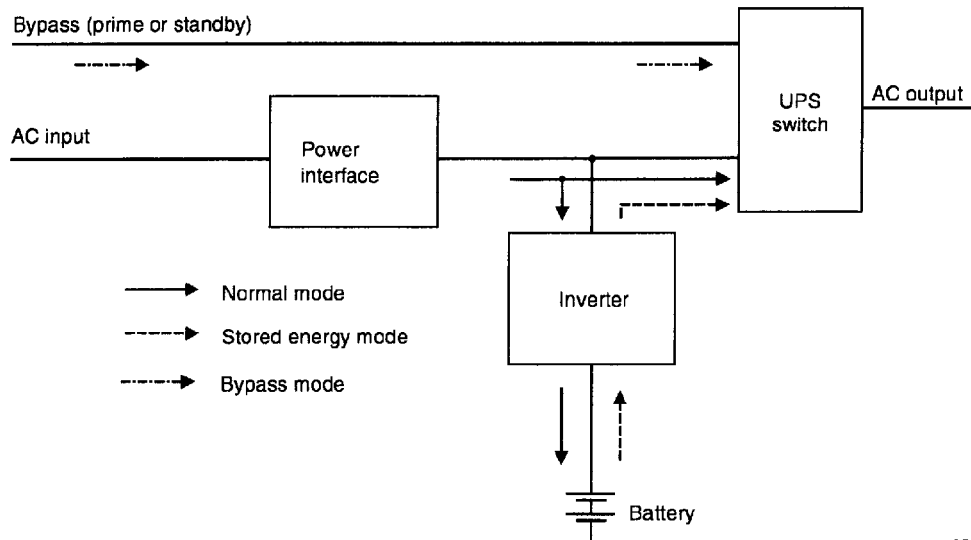 Bypass (prime or standby)
UPS
switch
AC output
AC input
Power
interface
Inverter
Normal mode
Stored energy mode
Bypass mode
Battery